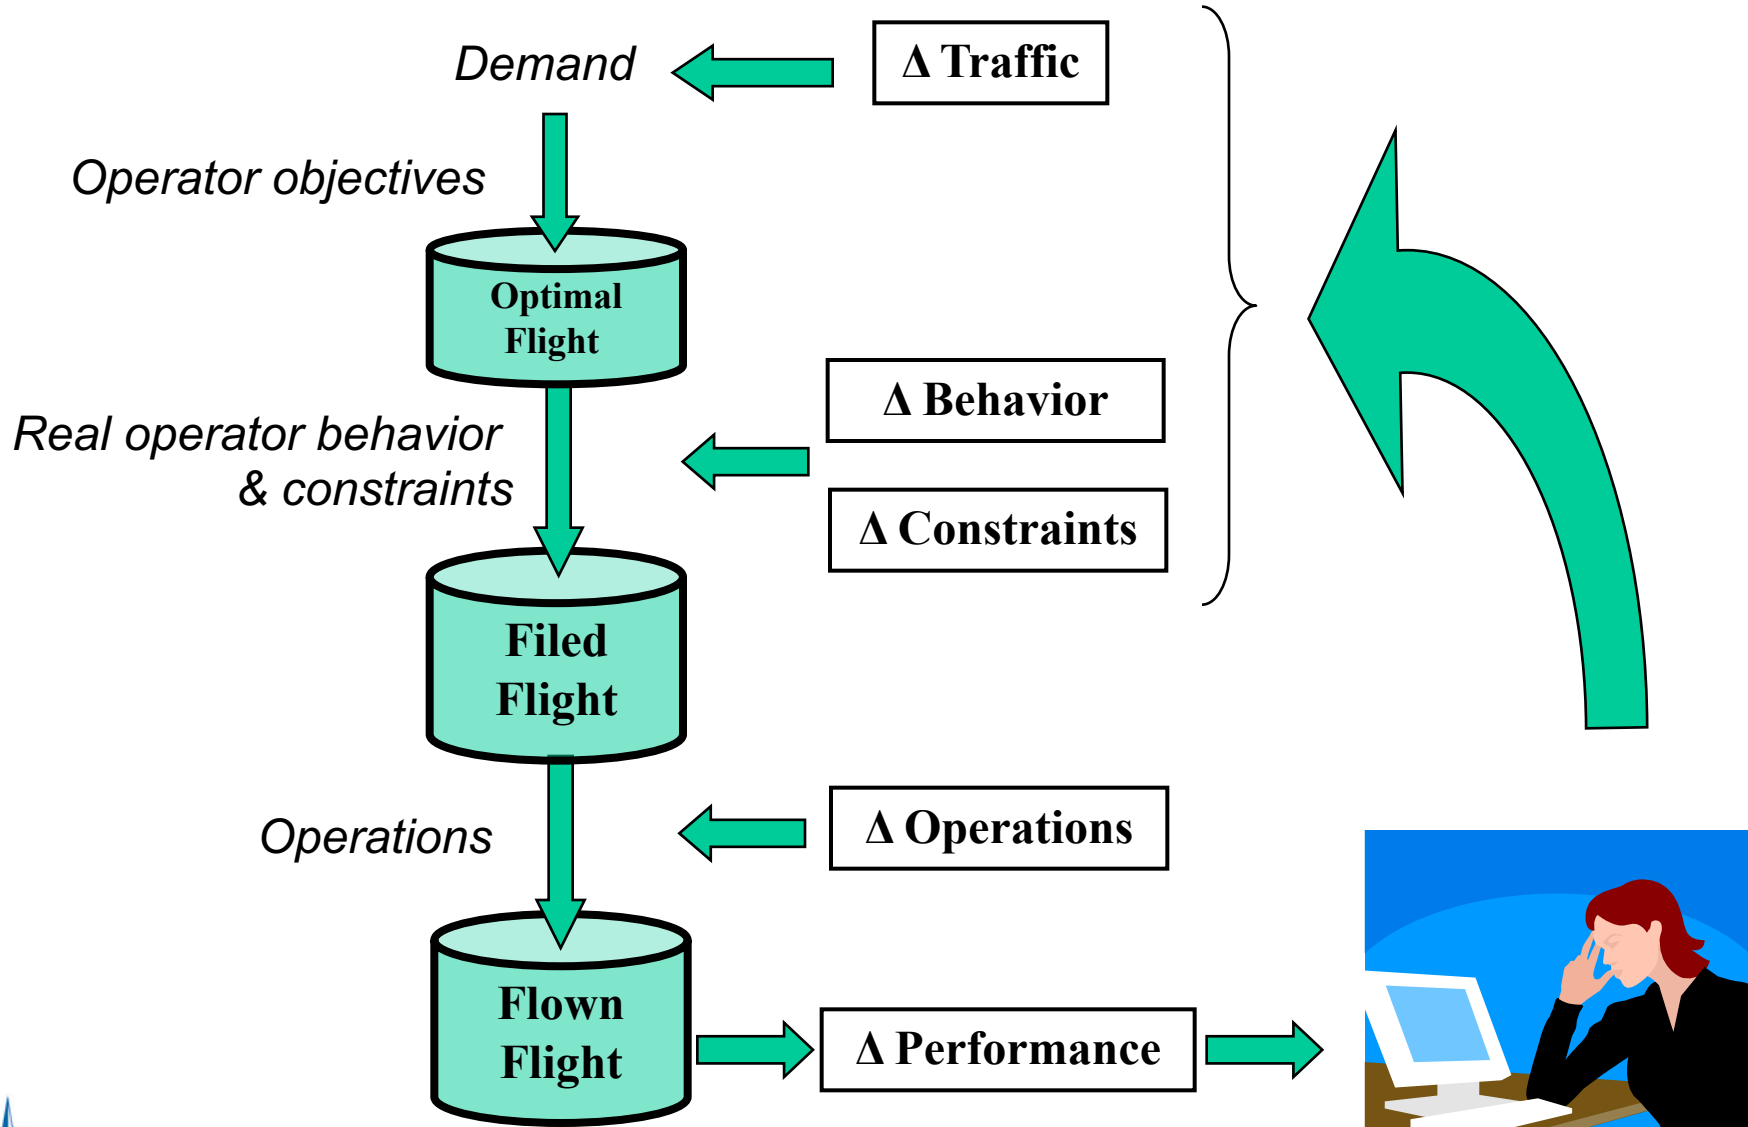 Demand
Δ Traffic
Operator objectives
Optimal
Flight
Δ Behavior
Real operator behavior
& constraints
Δ Constraints
Filed
Flight
Operations
Δ Operations
Flown
Flight
Δ Performance